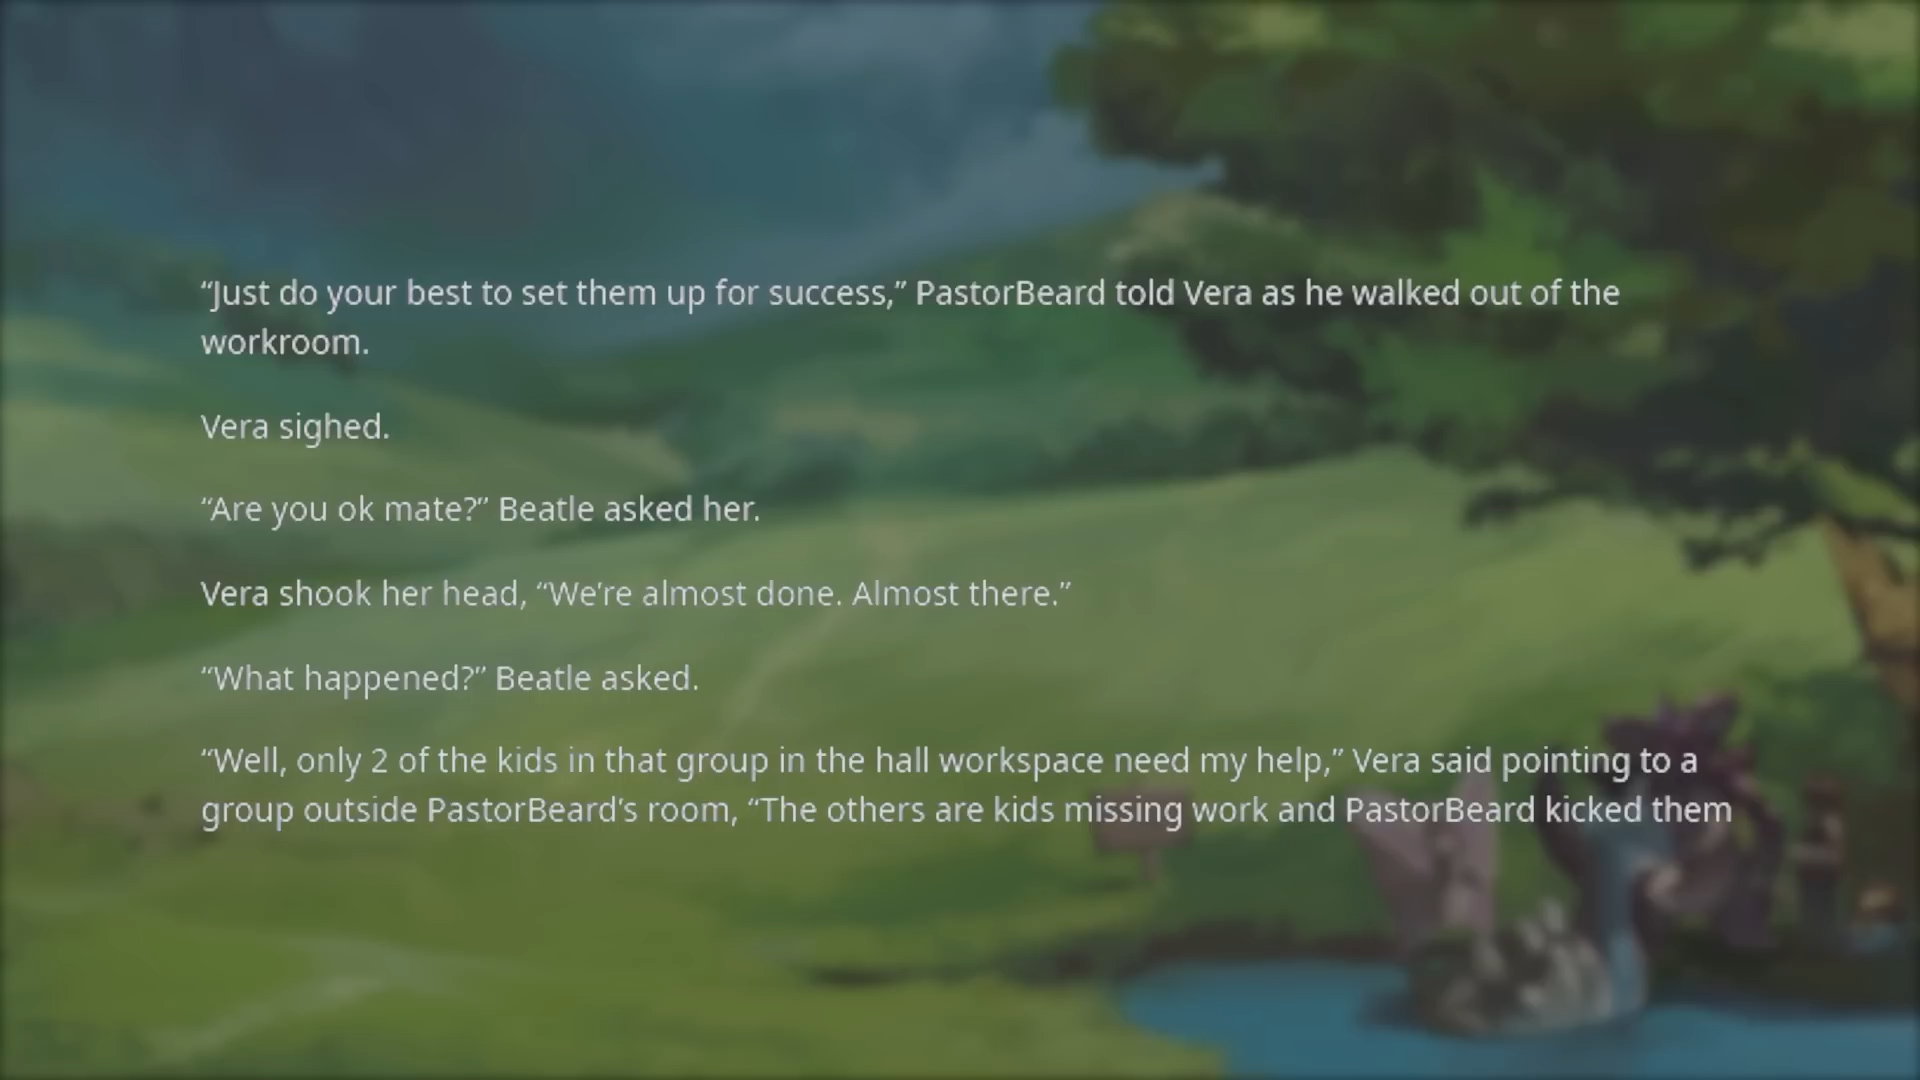 “Just do your best to set them up for success,” PastorBeard told Vera as he walked out of the
workroom.
Vera sighed.
“Are you ok mate?” Beatle asked her.
Vera shook her head, “We’re almost done. Almost there.”
“What happened?” Beatle asked.
“Well, only 2 of the kids in that group in the hall workspace need my help,” Vera said pointing to a
group outside PastorBeard’s room, “The others are kids missing work and PastorBeard kicked them